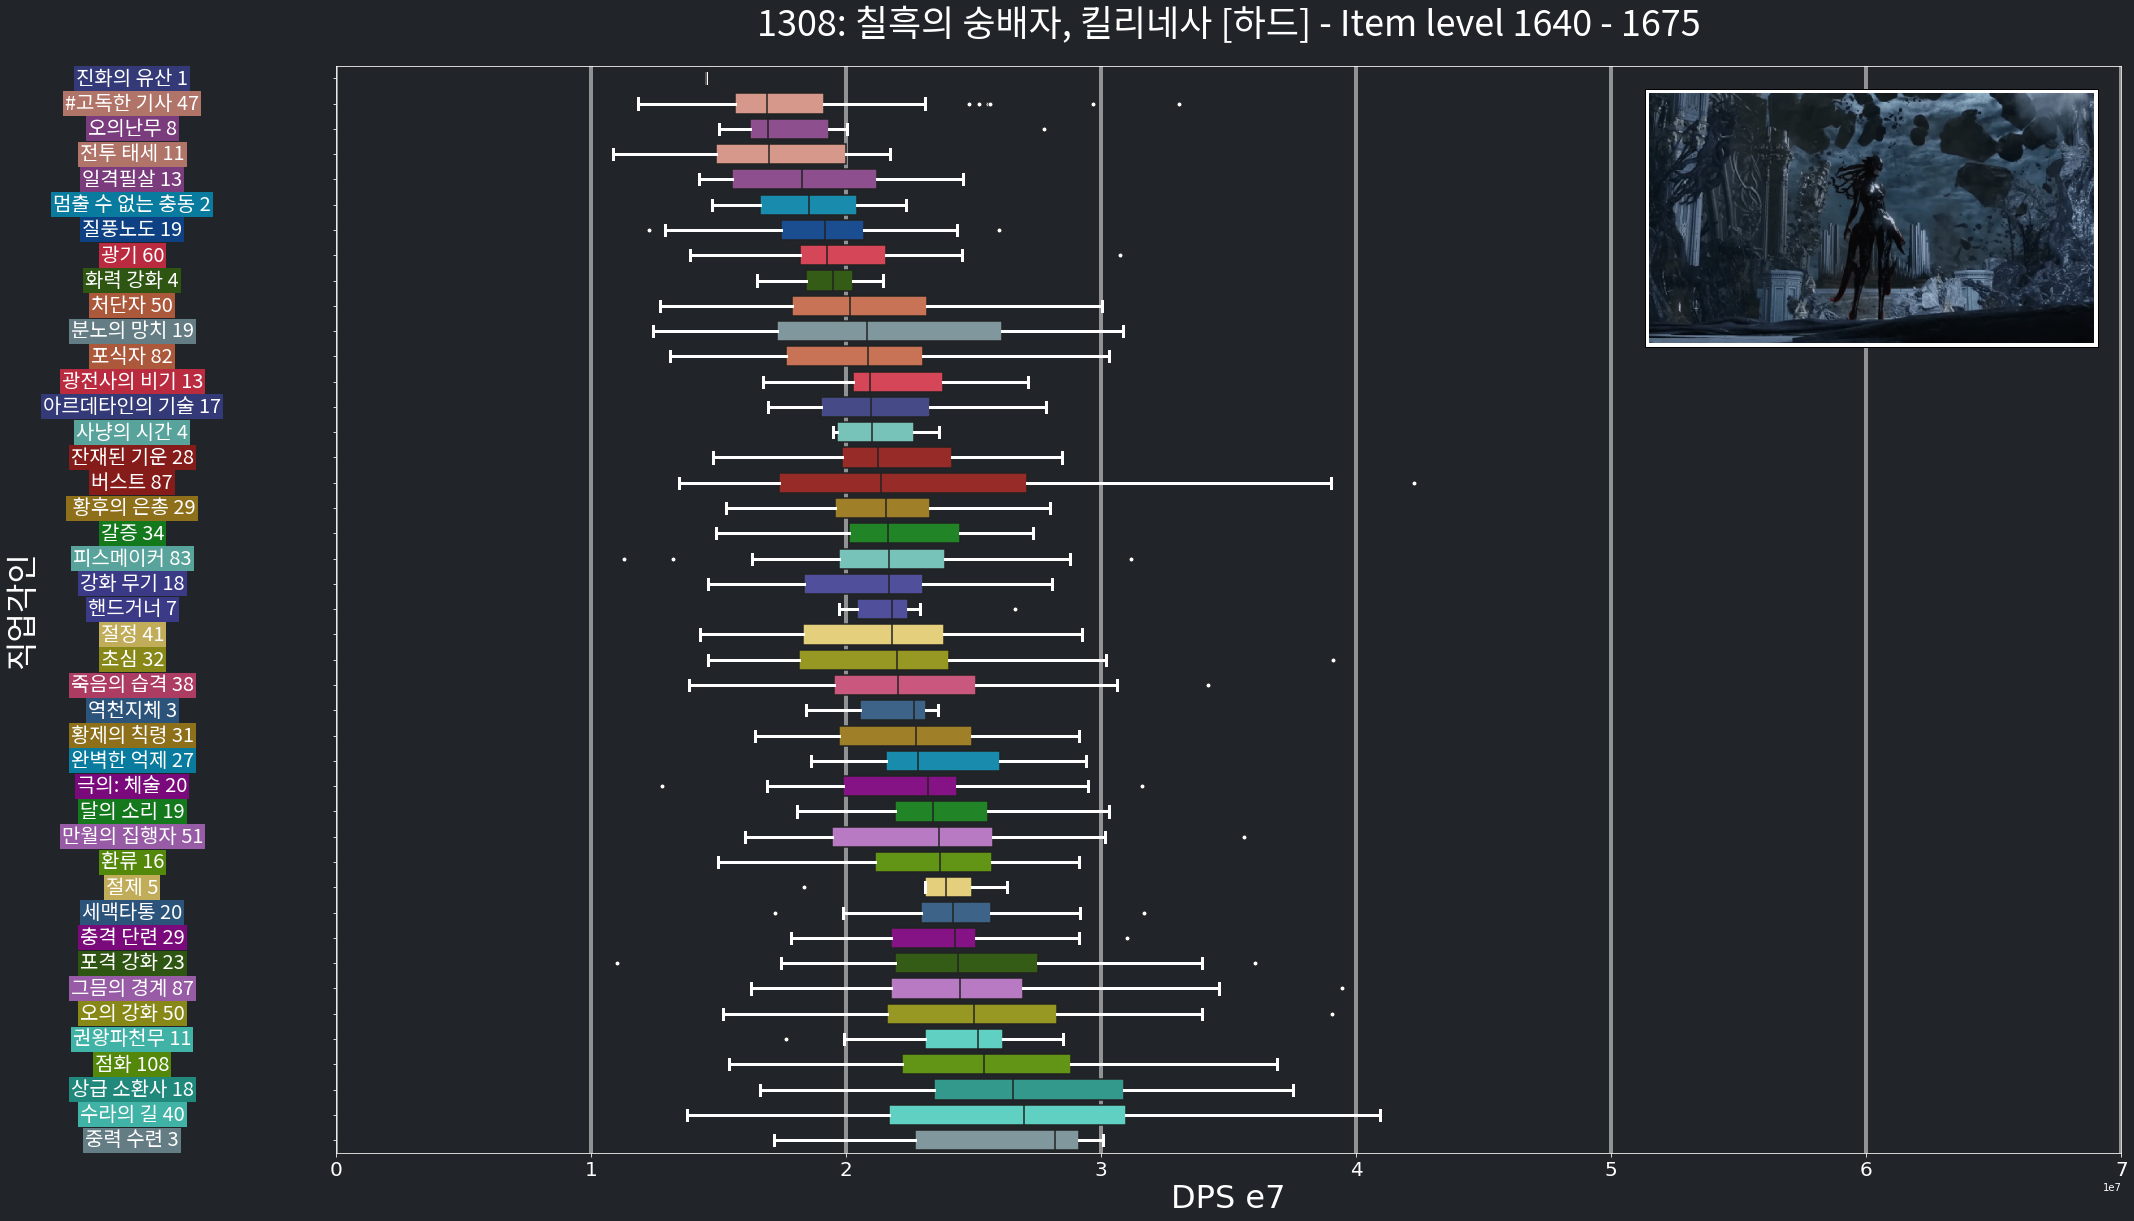 1308: 칠흑의 숭배자, 킬리네사 [하드] - Item level 1640 - 1675
진화의 유산 1
#고독한 기사 47
오의난무 8
전투 태세 11
일격필살 13
멈출 수 없는 충동 2
질풍노도 19
광기 60
화력 강화 4
처단자 50
분노의 망치 19
포식자 82
광전사의 비기 13
아르데타인의 기술 17
사냥의 시간 4
잔재된 기운 28
버스트 87
황후의 은총 29
갈증 34
피스메이커 83
강화 무기 18
핸드거너 7
절정 41
초심 32
죽음의 습격 38
역천지체 3
황제의 칙령 31
완벽한 억제 27
극의: 체술 20
달의 소리 19
만월의 집행자 51
환류 16
절제 5
세맥타통 20
충격 단련 29
포격 강화 23
그믐의 경계 87
오의 강화 50
권왕파천무 11
점화 108
상급 소환사 18
수라의 길 40
중력 수련 3
직업각인
0 1 2 3 4 5 6 7
DPS e7
1e7